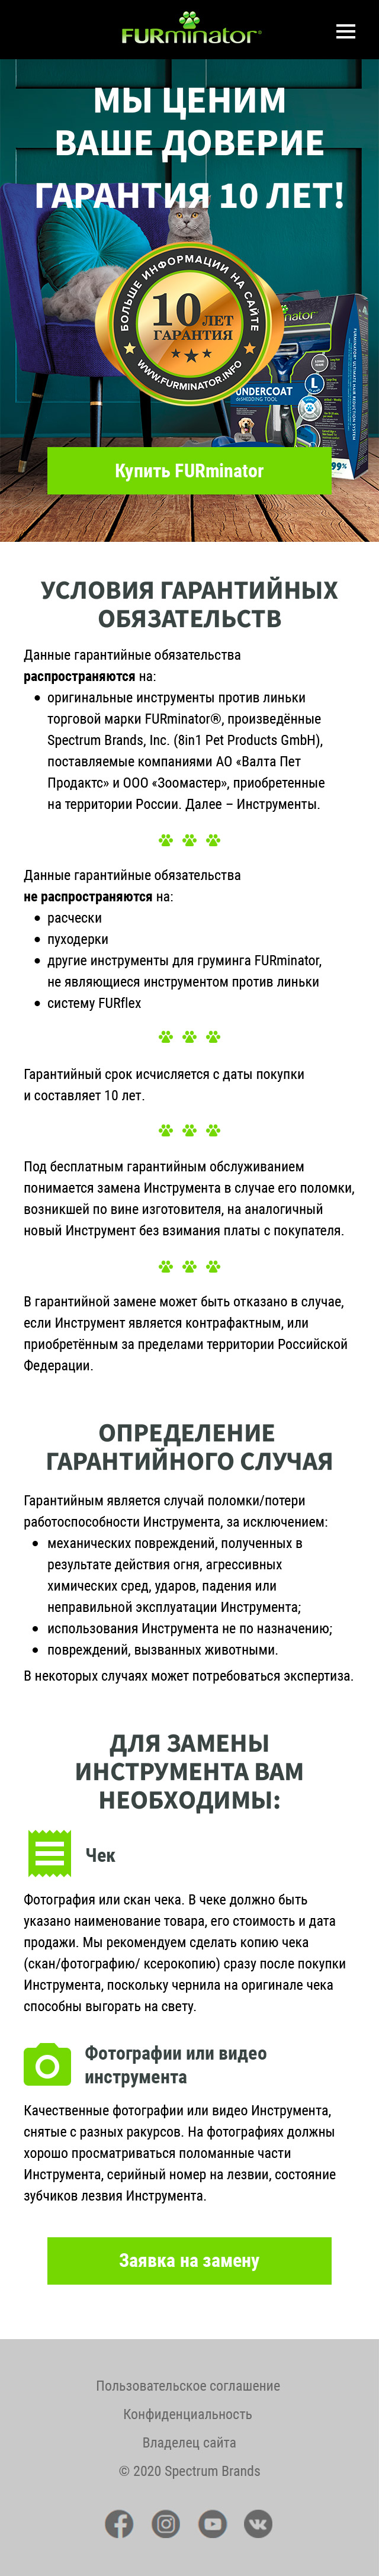 FURminator®
МЫ ЦЕНИМ
ВАШЕ ДОВЕРИЕ
ГАРАНТИЯ 10 ЛЕТ!
БОЛЬШЕ ИНФОРМАЦИИ НА САЙТЕ
10 ЛЕТ
ГАРАНТИЯ
WWW.FURMINATOR.INFO
UNDERCOAT
deSHEDDING TOOL
L
99%
Купить FURminator
УСЛОВИЯ ГАРАНТИЙНЫХ
ОБЯЗАТЕЛЬСТВ
Данные гарантийные обязательства
распространяются на:
• оригинальные инструменты против линьки
торговой марки FURminator®, произведённые
Spectrum Brands, Inc. (8in1 Pet Products GmbH),
поставляемые компаниями АО «Валта Пет
Продактс» и ООО «Зоомастер», приобретенные
на территории России. Далее – Инструменты.
Данные гарантийные обязательства
не распространяются на:
• расчески
• пуходерки
• другие инструменты для груминга FURminator,
не являющиеся инструментом против линьки
• систему FURflex
Гарантийный срок исчисляется с даты покупки
и составляет 10 лет.
Под бесплатным гарантийным обслуживанием
понимается замена Инструмента в случае его поломки,
возникшей по вине изготовителя, на аналогичный
новый Инструмент без взимания платы с покупателя.
В гарантийной замене может быть отказано в случае,
если Инструмент является контрафактным, или
приобретённым за пределами территории Российской
Федерации.
ОПРЕДЕЛЕНИЕ
ГАРАНТИЙНОГО СЛУЧАЯ
Гарантийным является случай поломки/потери
работоспособности Инструмента, за исключением:
• механических повреждений, полученных в
результате действия огня, агрессивных
химических сред, ударов, падения или
неправильной эксплуатации Инструмента;
• использования Инструмента не по назначению;
• повреждений, вызванных животными.
В некоторых случаях может потребоваться экспертиза.
ДЛЯ ЗАМЕНЫ
ИНСТРУМЕНТА ВАМ
НЕОБХОДИМЫ:
Чек
Фотография или скан чека. В чеке должно быть
указано наименование товара, его стоимость и дата
продажи. Мы рекомендуем сделать копию чека
(скан/фотографию/ ксерокопию) сразу после покупки
Инструмента, поскольку чернила на оригинале чека
способны выгорать на свету.
Фотографии или видео
инструмента
Качественные фотографии или видео Инструмента,
снятые с разных ракурсов. На фотографиях должны
хорошо просматриваться поломанные части
Инструмента, серийный номер на лезвии, состояние
зубчиков лезвия Инструмента.
Заявка на замену
Пользовательское соглашение
Конфиденциальность
Владелец сайта
© 2020 Spectrum Brands